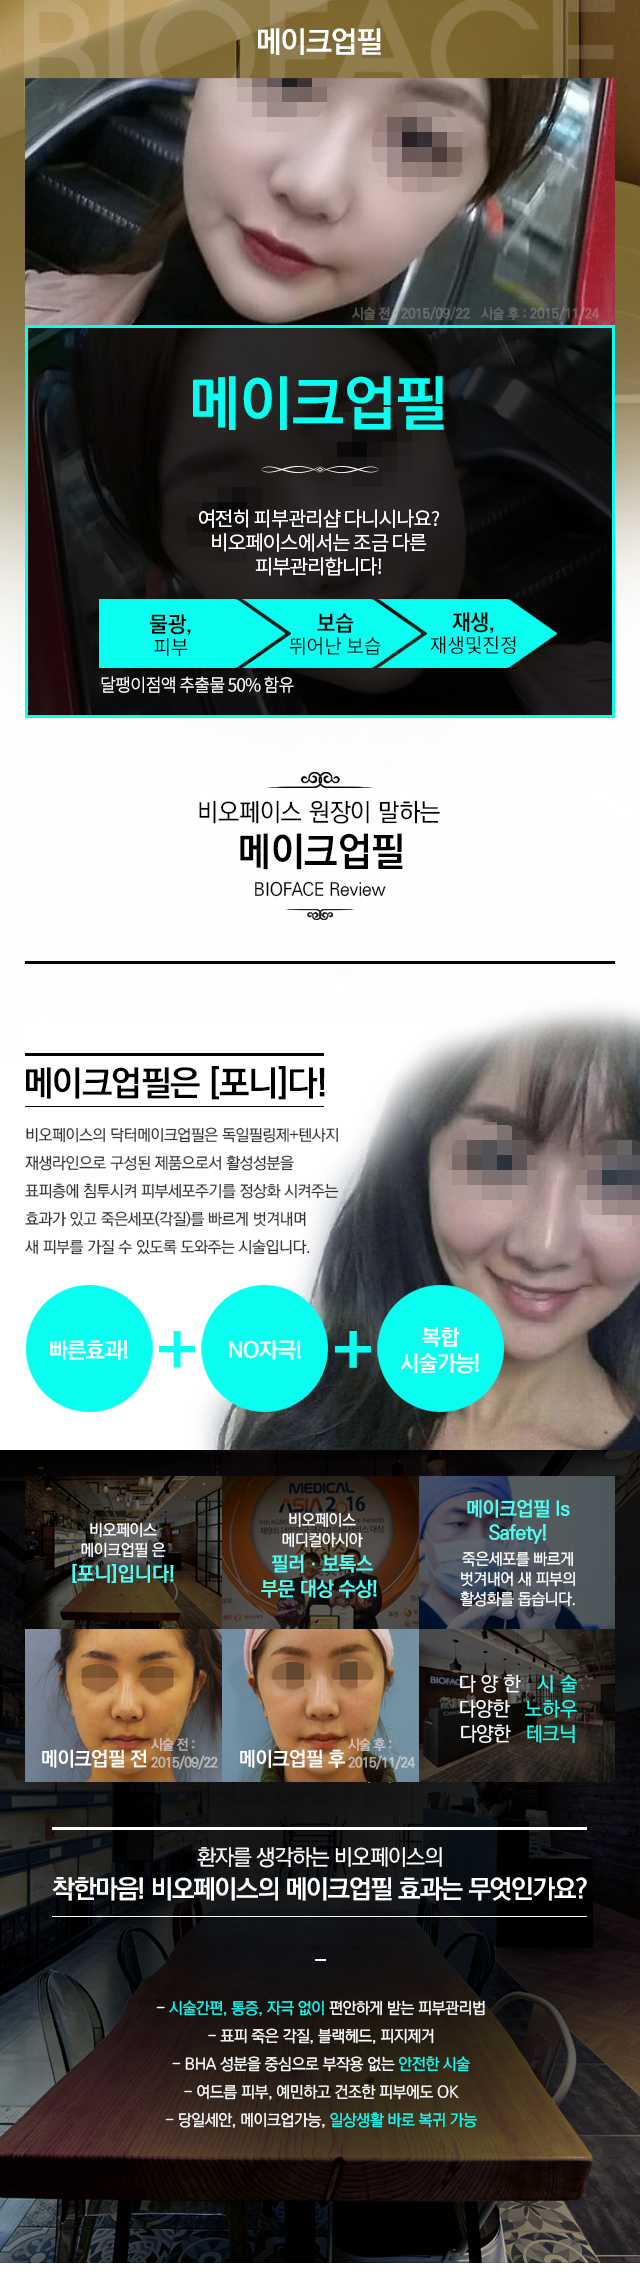 BIOFACE
메이크업필
시술 전 : 2015/09/22 시술 후 : 2015/11/24
메이크업필
여전히 피부관리샵 다니시나요?
비오페이스에서는 조금 다른
피부관리합니다!
물광,
피부
보습
뛰어난 보습
재생,
재생및진정
달팽이점액 추출물 50% 함유
비오페이스 원장이 말하는
메이크업필
BIOFACE Review
메이크업필은 [포니]다!
비오페이스의 닥터메이크업필은 독일필링제+텐사지
재생라인으로 구성된 제품으로서 활성성분을
표피층에 침투시켜 피부세포주기를 정상화 시켜주는
효과가 있고 죽은세포(각질)를 빠르게 벗겨내며
새 피부를 가질 수 있도록 도와주는 시술입니다.
빠른효과!
+
NO자극!
+
복합
시술가능!
비오페이스
메이크업필 은
[포니]입니다!
MEDICAL
ASIA 2016
비오페이스
메디컬아시아
필러 · 보톡스
부문 대상 수상!
메이크업필 Is
Safety!
죽은세포를 빠르게
벗겨내어 새 피부의
활성화를 돕습니다.
메이크업필 전
시술 전 :
2015/09/22
메이크업필 후
시술 후 :
2015/11/24
다 양 한 시 술
다양한 노하우
다양한 테크닉
환자를 생각하는 비오페이스의
착한마음! 비오페이스의 메이크업필 효과는 무엇인가요?
- 시술간편, 통증, 자극 없이 편안하게 받는 피부관리법
- 표피 죽은 각질, 블랙헤드, 피지제거
- BHA 성분을 중심으로 부작용 없는 안전한 시술
- 여드름 피부, 예민하고 건조한 피부에도 OK
- 당일세안, 메이크업가능, 일상생활 바로 복귀 가능